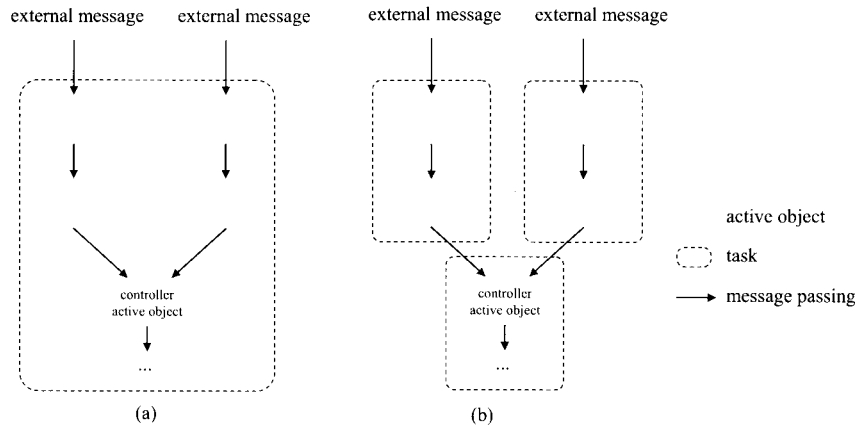 external message
external message
controller
active object
...
(a)
external message
external message
controller
active object
...
(b)
active object
task
message passing